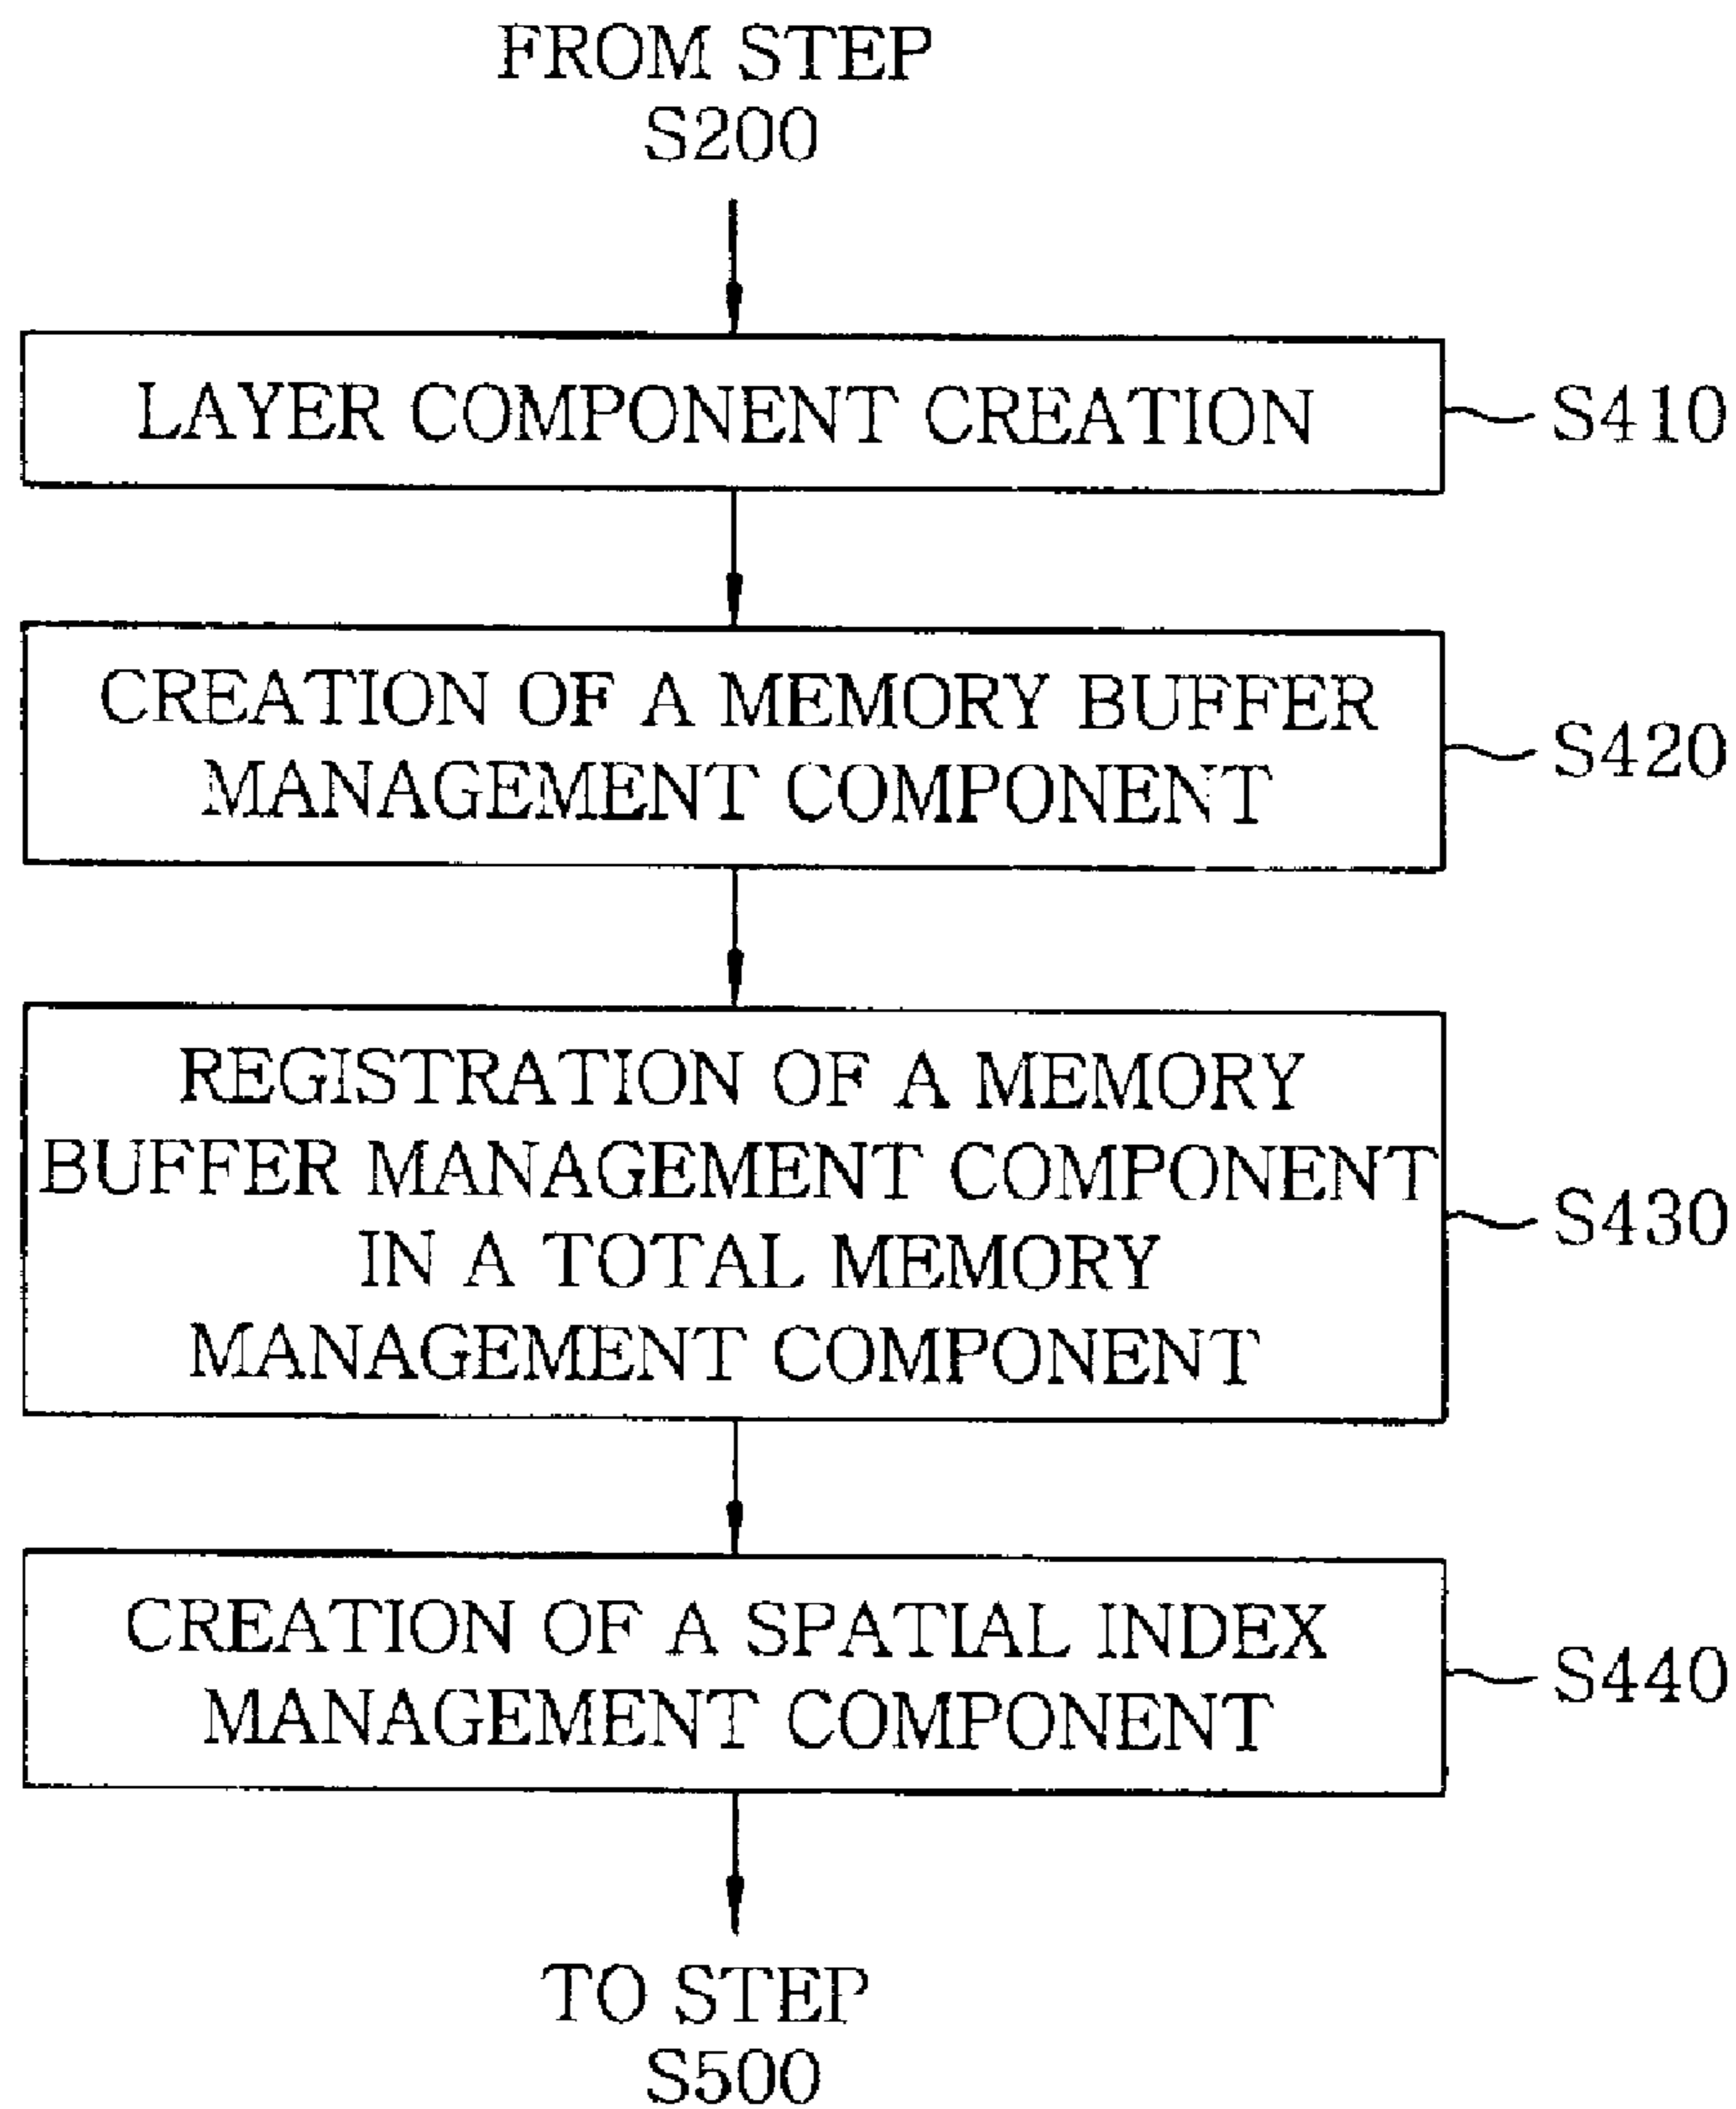 FROM STEP
S200
LAYER COMPONENT CREATION
S410
CREATION OF A MEMORY BUFFER
MANAGEMENT COMPONENT
S420
REGISTRATION OF A MEMORY
BUFFER MANAGEMENT COMPONENT
IN A TOTAL MEMORY
MANAGEMENT COMPONENT
S430
CREATION OF A SPATIAL INDEX
MANAGEMENT COMPONENT
S440
TO STEP
S500